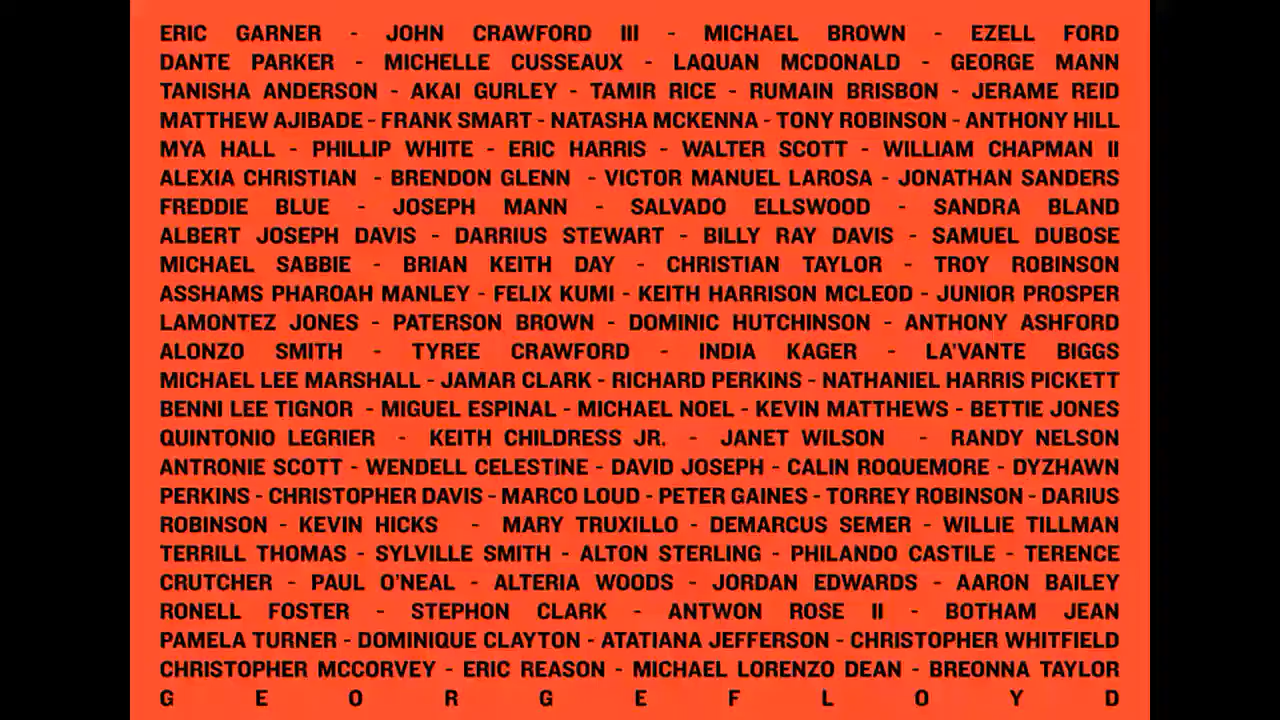 ERIC GARNER - JOHN CRAWFORD III - MICHAEL BROWN - EZELL FORD
DANTE PARKER - MICHELLE CUSSEAUX - LAQUAN MCDONALD - GEORGE MANN
TANISHA ANDERSON - AKAI GURLEY - TAMIR RICE - RUMAIN BRISBON - JERAME REID
MATTHEW AJIBADE - FRANK SMART - NATASHA MCKENNA - TONY ROBINSON - ANTHONY HILL
MYA HALL - PHILLIP WHITE - ERIC HARRIS - WALTER SCOTT - WILLIAM CHAPMAN II
ALEXIA CHRISTIAN - BRENDON GLENN - VICTOR MANUEL LAROSA - JONATHAN SANDERS
FREDDIE BLUE - JOSEPH MANN - SALVADO ELLSWOOD - SANDRA BLAND
ALBERT JOSEPH DAVIS - DARRIUS STEWART - BILLY RAY DAVIS - SAMUEL DUBOSE
MICHAEL SABBIE - BRIAN KEITH DAY - CHRISTIAN TAYLOR - TROY ROBINSON
ASSHAMS PHAROAH MANLEY - FELIX KUMI - KEITH HARRISON MCLEOD - JUNIOR PROSPER
LAMONTEZ JONES - PATERSON BROWN - DOMINIC HUTCHINSON - ANTHONY ASHFORD
ALONZO SMITH - TYREE CRAWFORD - INDIA KAGER - LA'VANTE BIGGS
MICHAEL LEE MARSHALL - JAMAR CLARK - RICHARD PERKINS - NATHANIEL HARRIS PICKETT
BENNI LEE TIGNOR - MIGUEL ESPINAL - MICHAEL NOEL - KEVIN MATTHEWS - BETTIE JONES
QUINTONIO LEGRIER - KEITH CHILDRESS JR. - JANET WILSON - RANDY NELSON
ANTRONIE SCOTT - WENDELL CELESTINE - DAVID JOSEPH - CALIN ROQUEMORE - DYZHAWN
PERKINS - CHRISTOPHER DAVIS - MARCO LOUD - PETER GAINES - TORREY ROBINSON - DARIUS
ROBINSON - KEVIN HICKS - MARY TRUXILLO - DEMARCUS SEMER - WILLIE TILLMAN
TERRILL THOMAS - SYLVILLE SMITH - ALTON STERLING - PHILANDO CASTILE - TERENCE
CRUTCHER - PAUL O'NEAL - ALTERIA WOODS - JORDAN EDWARDS - AARON BAILEY
RONELL FOSTER - STEPHON CLARK - ANTWON ROSE II - BOTHAM JEAN
PAMELA TURNER - DOMINIQUE CLAYTON - ATATIANA JEFFERSON - CHRISTOPHER WHITFIELD
CHRISTOPHER MCCORVEY - ERIC REASON - MICHAEL LORENZO DEAN - BREONNA TAYLOR
G E O R G E F L O Y D